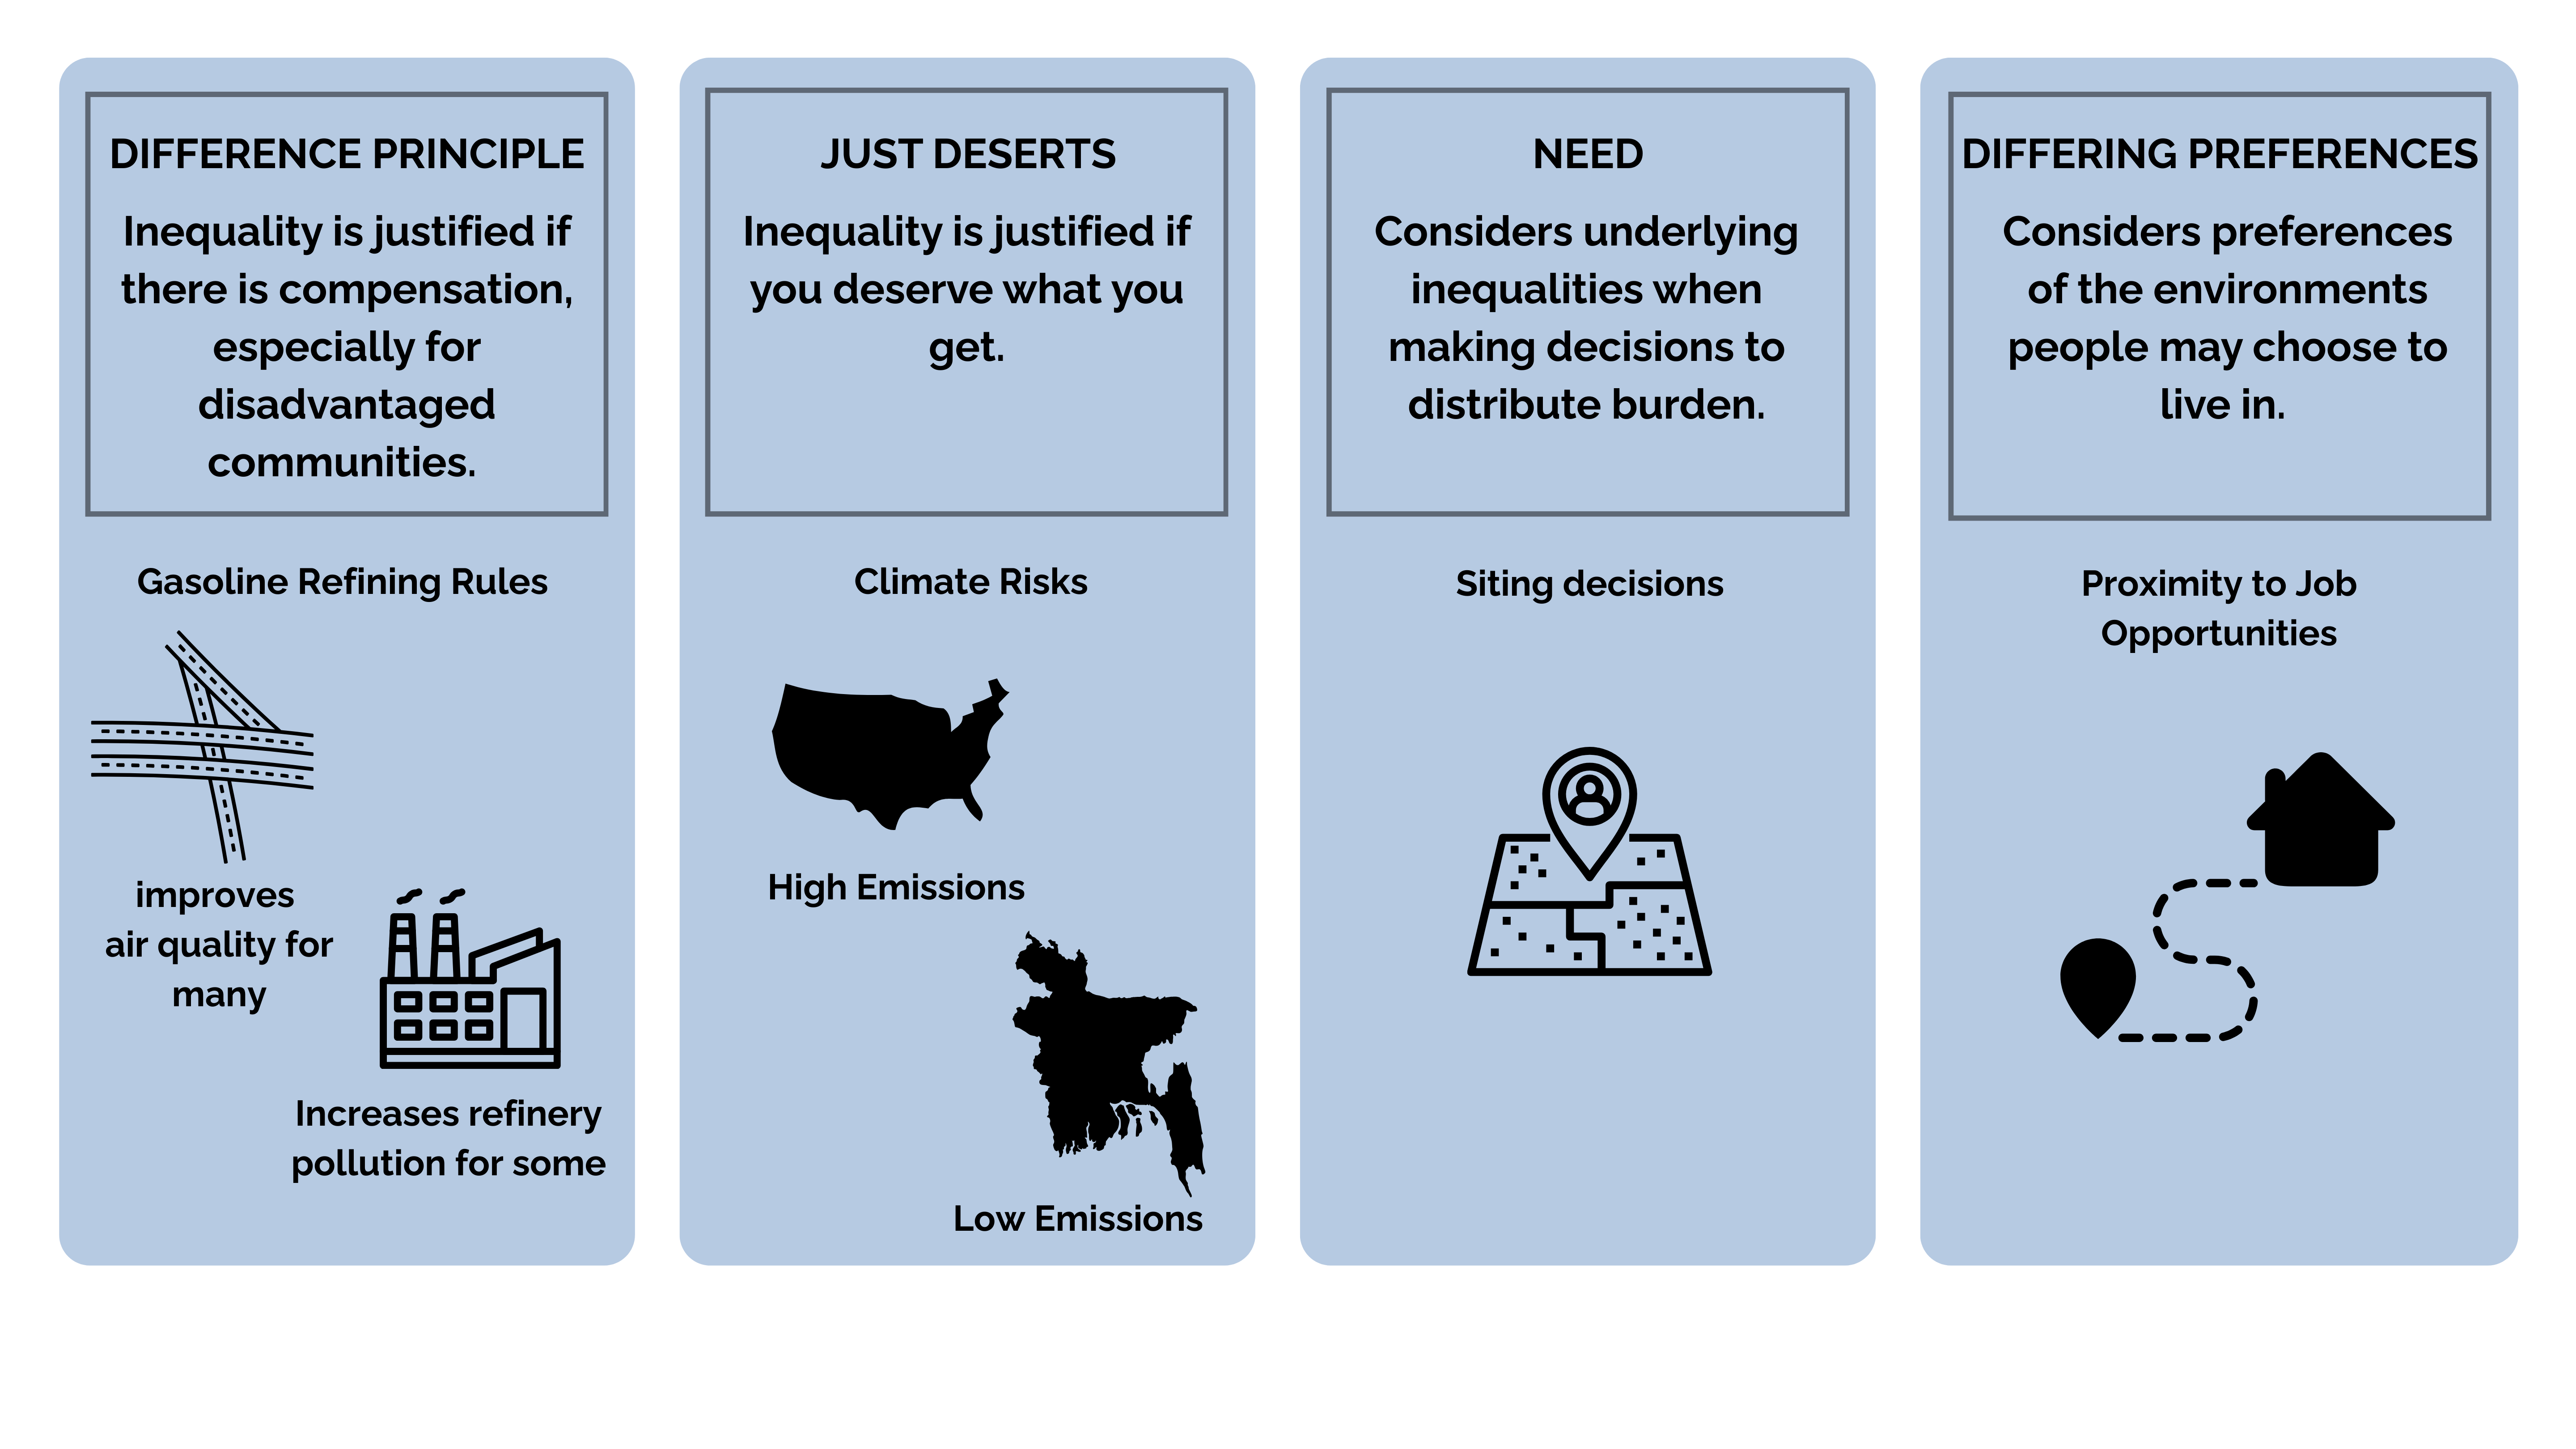 DIFFERENCE PRINCIPLE
Inequality is justified if
there is compensation,
especially for
disadvantaged
communities.
Gasoline Refining Rules
improves
air quality for
many
Increases refinery
pollution for some
JUST DESERTS
Inequality is justified if
you deserve what you
get.
Climate Risks
High Emissions
Low Emissions
NEED
Considers underlying
inequalities when
making decisions to
distribute burden.
Siting decisions
DIFFERING PREFERENCES
Considers preferences
of the environments
people may choose to
live in.
Proximity to Job
Opportunities